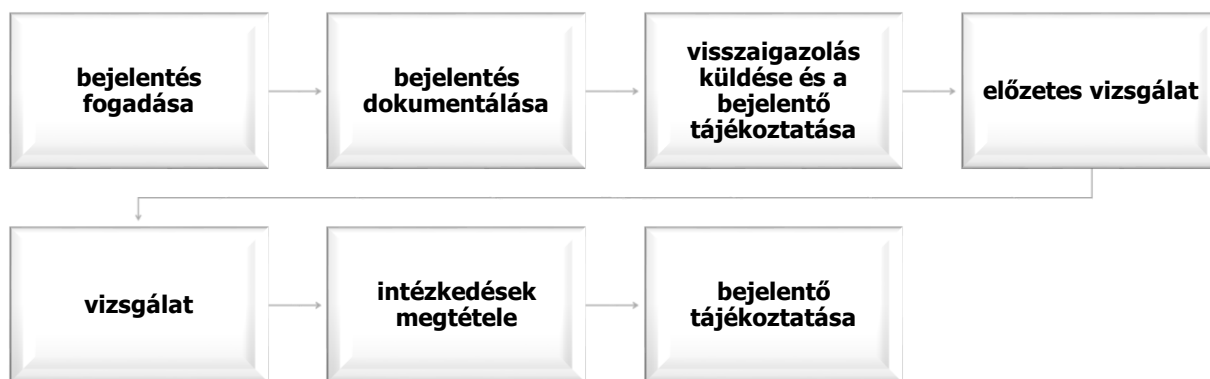 bejelentés
fogadása
bejelentés
dokumentálása
visszaigazolás
küldése és a
bejelentő
tájékoztatása
előzetes vizsgálat
vizsgálat
intézkedések
megtétele
bejelentő
tájékoztatása